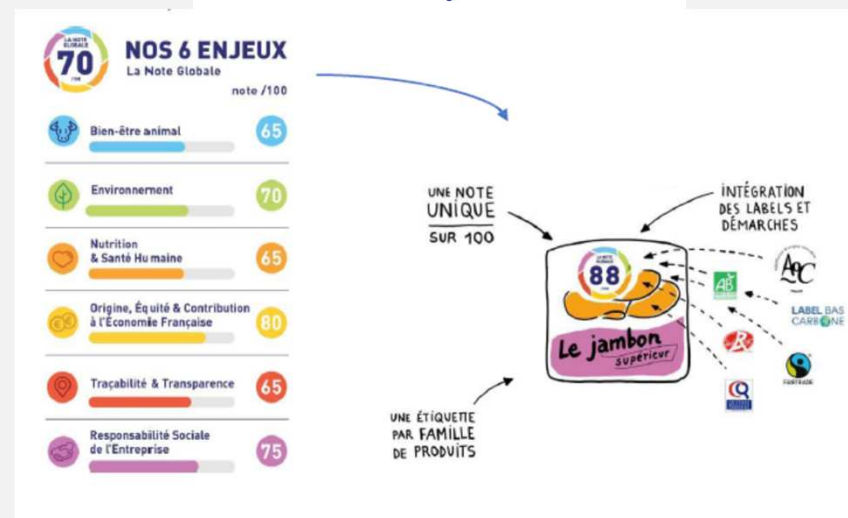 LA NOTE
GLOBALE
70
NOS 6 ENJEUX
La Note Globale
note /100
Bien-être animal
65
Environnement
70
Nutrition
& Santé Humaine
65
Origine, Équité & Contribution
à l'Économie Française
80
Traçabilité & Transparence
65
Responsabilité Sociale
de l'Entreprise
75
UNE NOTE
UNIQUE
SUR 100
INTÉGRATION
DES LABELS ET
DÉMARCHES
88
Le jambon
supérieur
AOC
AB
LABEL BAS
CARBONE
FAIRTRADE
UNE ÉTIQUETTE
PAR FAMILLE
DE PRODUITS